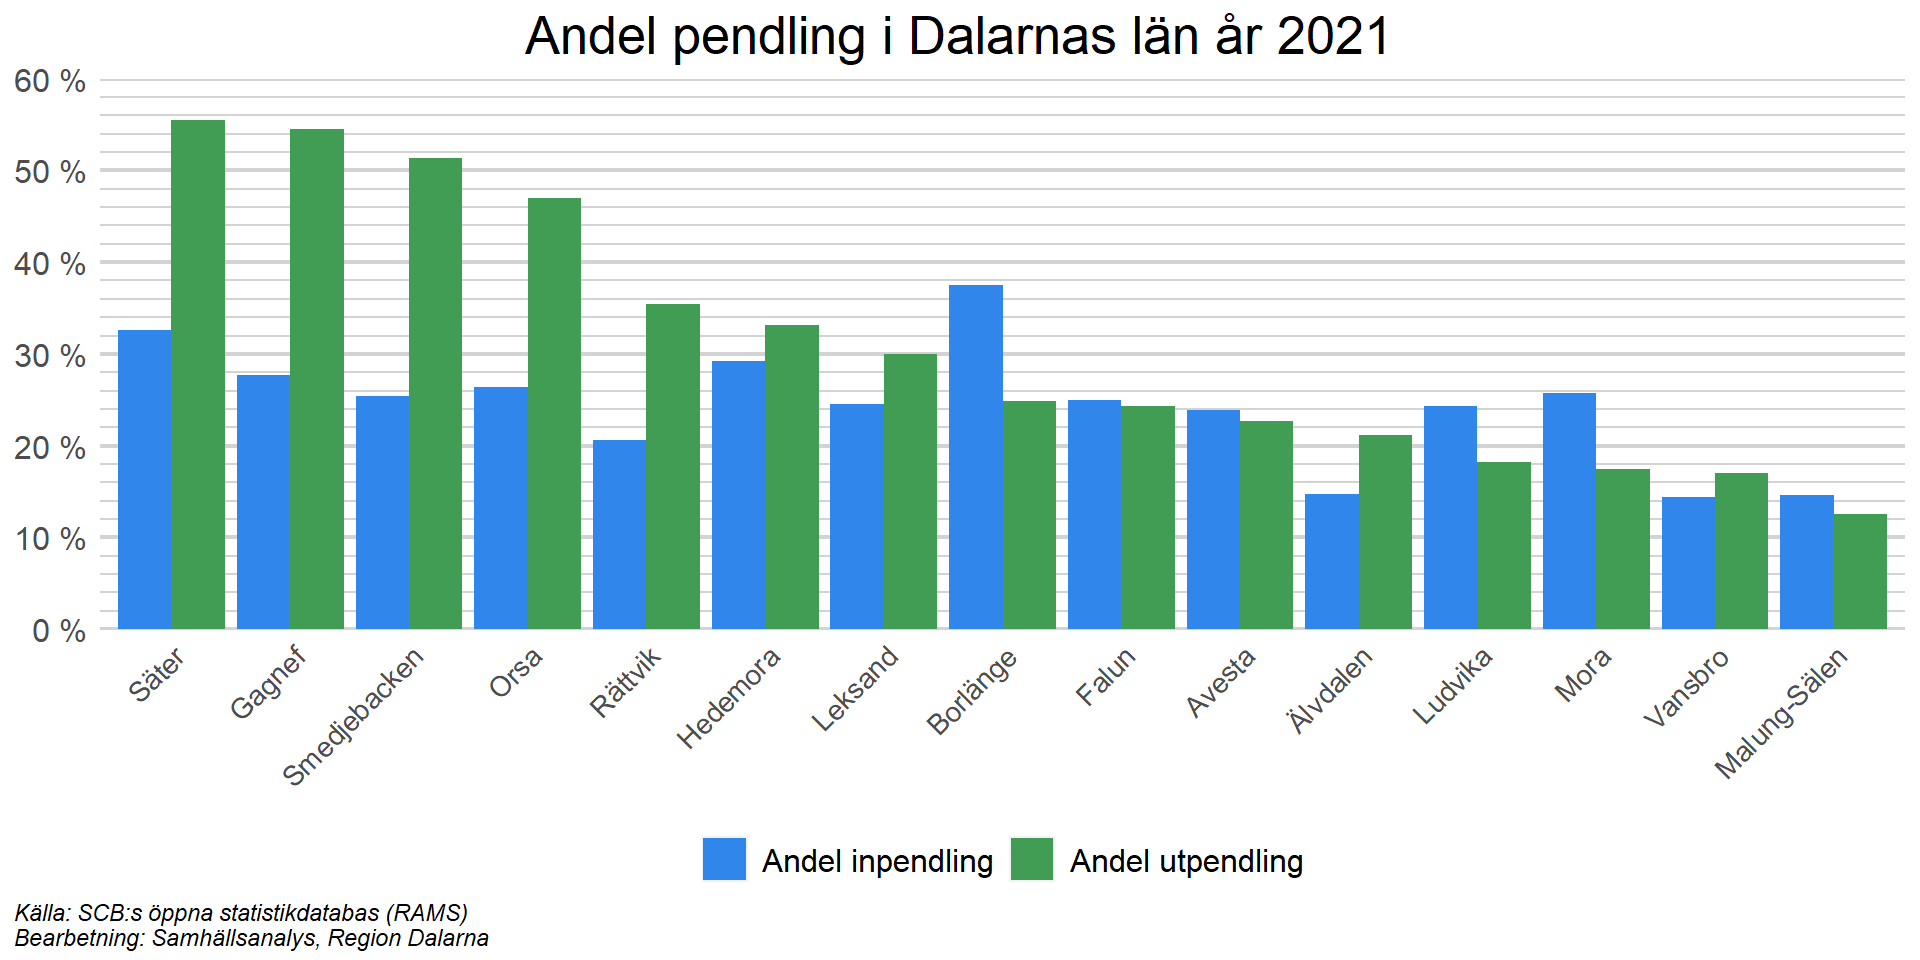 Andel pendling i Dalarnas län år 2021
60 %
50 %
40 %
30 %
20 %
10 %
0 %
Säter
Gagnef
Smedjebacken
Orsa
Rättvik
Hedemora
Leksand
Borlänge
Falun
Avesta
Älvdalen
Ludvika
Mora
Vansbro
Malung-Sälen
Andel inpendling
Andel utpendling
Källa: SCB:s öppna statistikdatabas (RAMS)
Bearbetning: Samhällsanalys, Region Dalarna